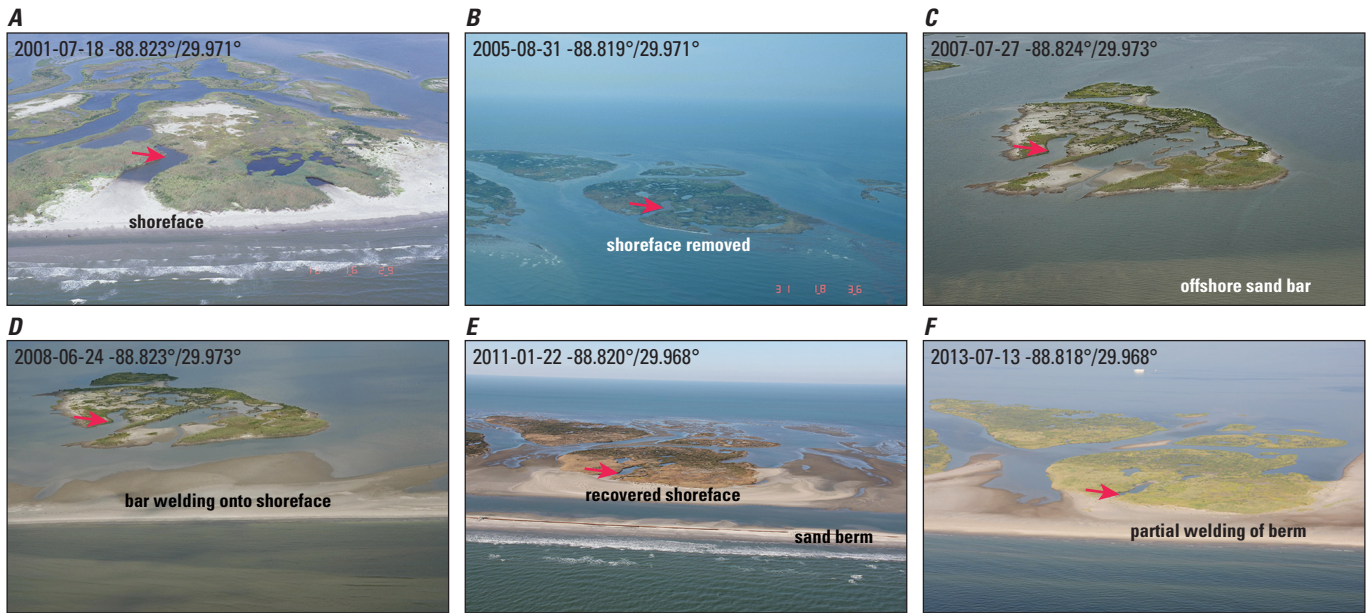 A
2001-07-18 -88.823°/29.971°
shoreface
B
2005-08-31 -88.819°/29.971°
shoreface removed
31 18 36
C
2007-07-27 -88.824°/29.973°
offshore sand bar
D
2008-06-24 -88.823°/29.973°
bar welding onto shoreface
E
2011-01-22 -88.820°/29.968°
recovered shoreface
sand berm
F
2013-07-13 -88.818°/29.968°
partial welding of berm